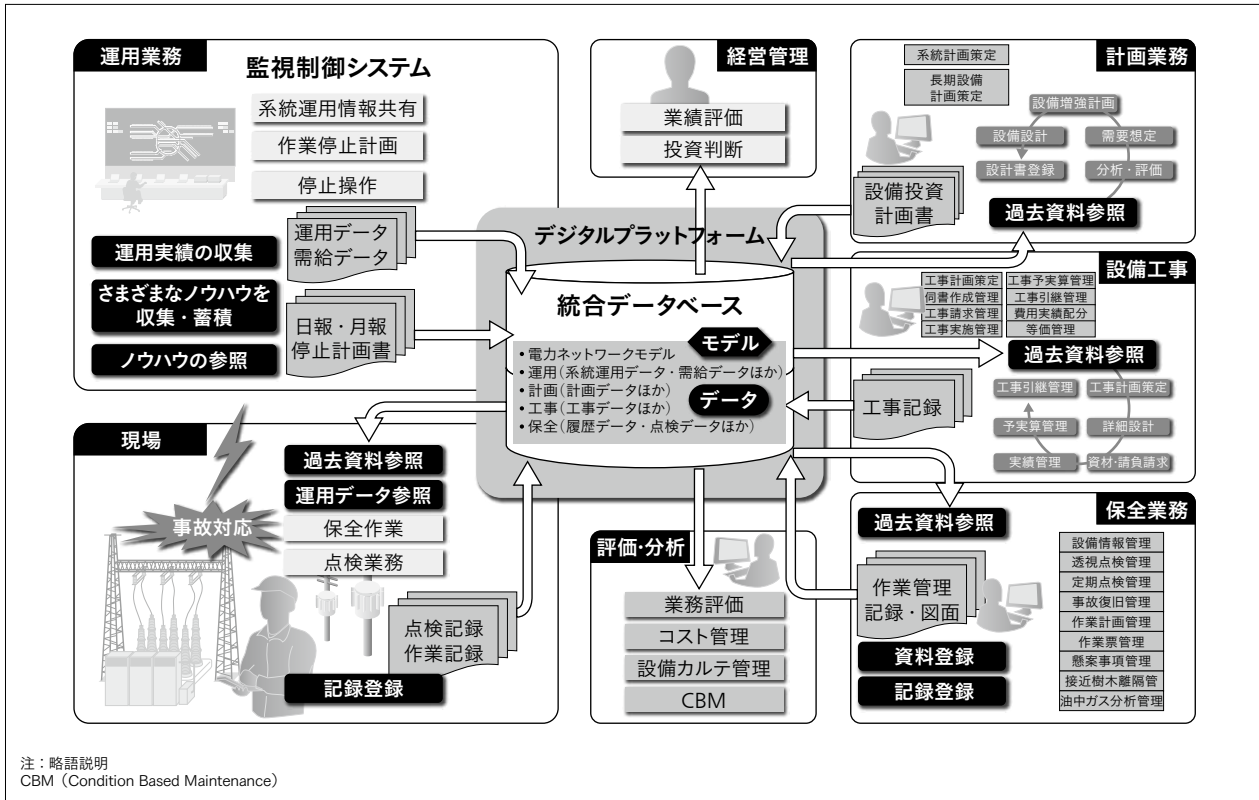 運用業務
監視制御システム
系統運用情報共有
作業停止計画
停止操作
運用データ
需給データ
運用実績の収集
さまざまなノウハウを
収集・蓄積
ノウハウの参照
日報・月報
停止計画書
経営管理
業績評価
投資判断
計画業務
系統計画策定
長期設備
計画策定
設備増強計画
設備設計
需要想定
設計書登録
分析・評価
設備投資
計画書
過去資料参照
デジタルプラットフォーム
統合データベース
モデル
• 電力ネットワークモデル
• 運用(系統運用データ・需給データほか)
• 計画(計画データほか)
データ
• 工事(工事データほか)
• 保全(履歴データ・点検データほか)
設備工事
工事計画策定
工事予実算管理
伺書作成管理
工事引継管理
工事請求管理
費用実績配分
工事実施管理
等価管理
過去資料参照
工事記録
工事引継管理
工事計画策定
予実算管理
詳細設計
実績管理
資材・請負請求
現場
過去資料参照
運用データ参照
事故対応
保全作業
点検業務
点検記録
作業記録
記録登録
評価・分析
業務評価
コスト管理
設備カルテ管理
CBM
保全業務
過去資料参照
作業管理
記録・図面
資料登録
記録登録
設備情報管理
透視点検管理
定期点検管理
事故復旧管理
作業計画管理
作業票管理
懸案事項管理
接近樹木離隔管
油中ガス分析管理
注：略語説明
CBM（Condition Based Maintenance）